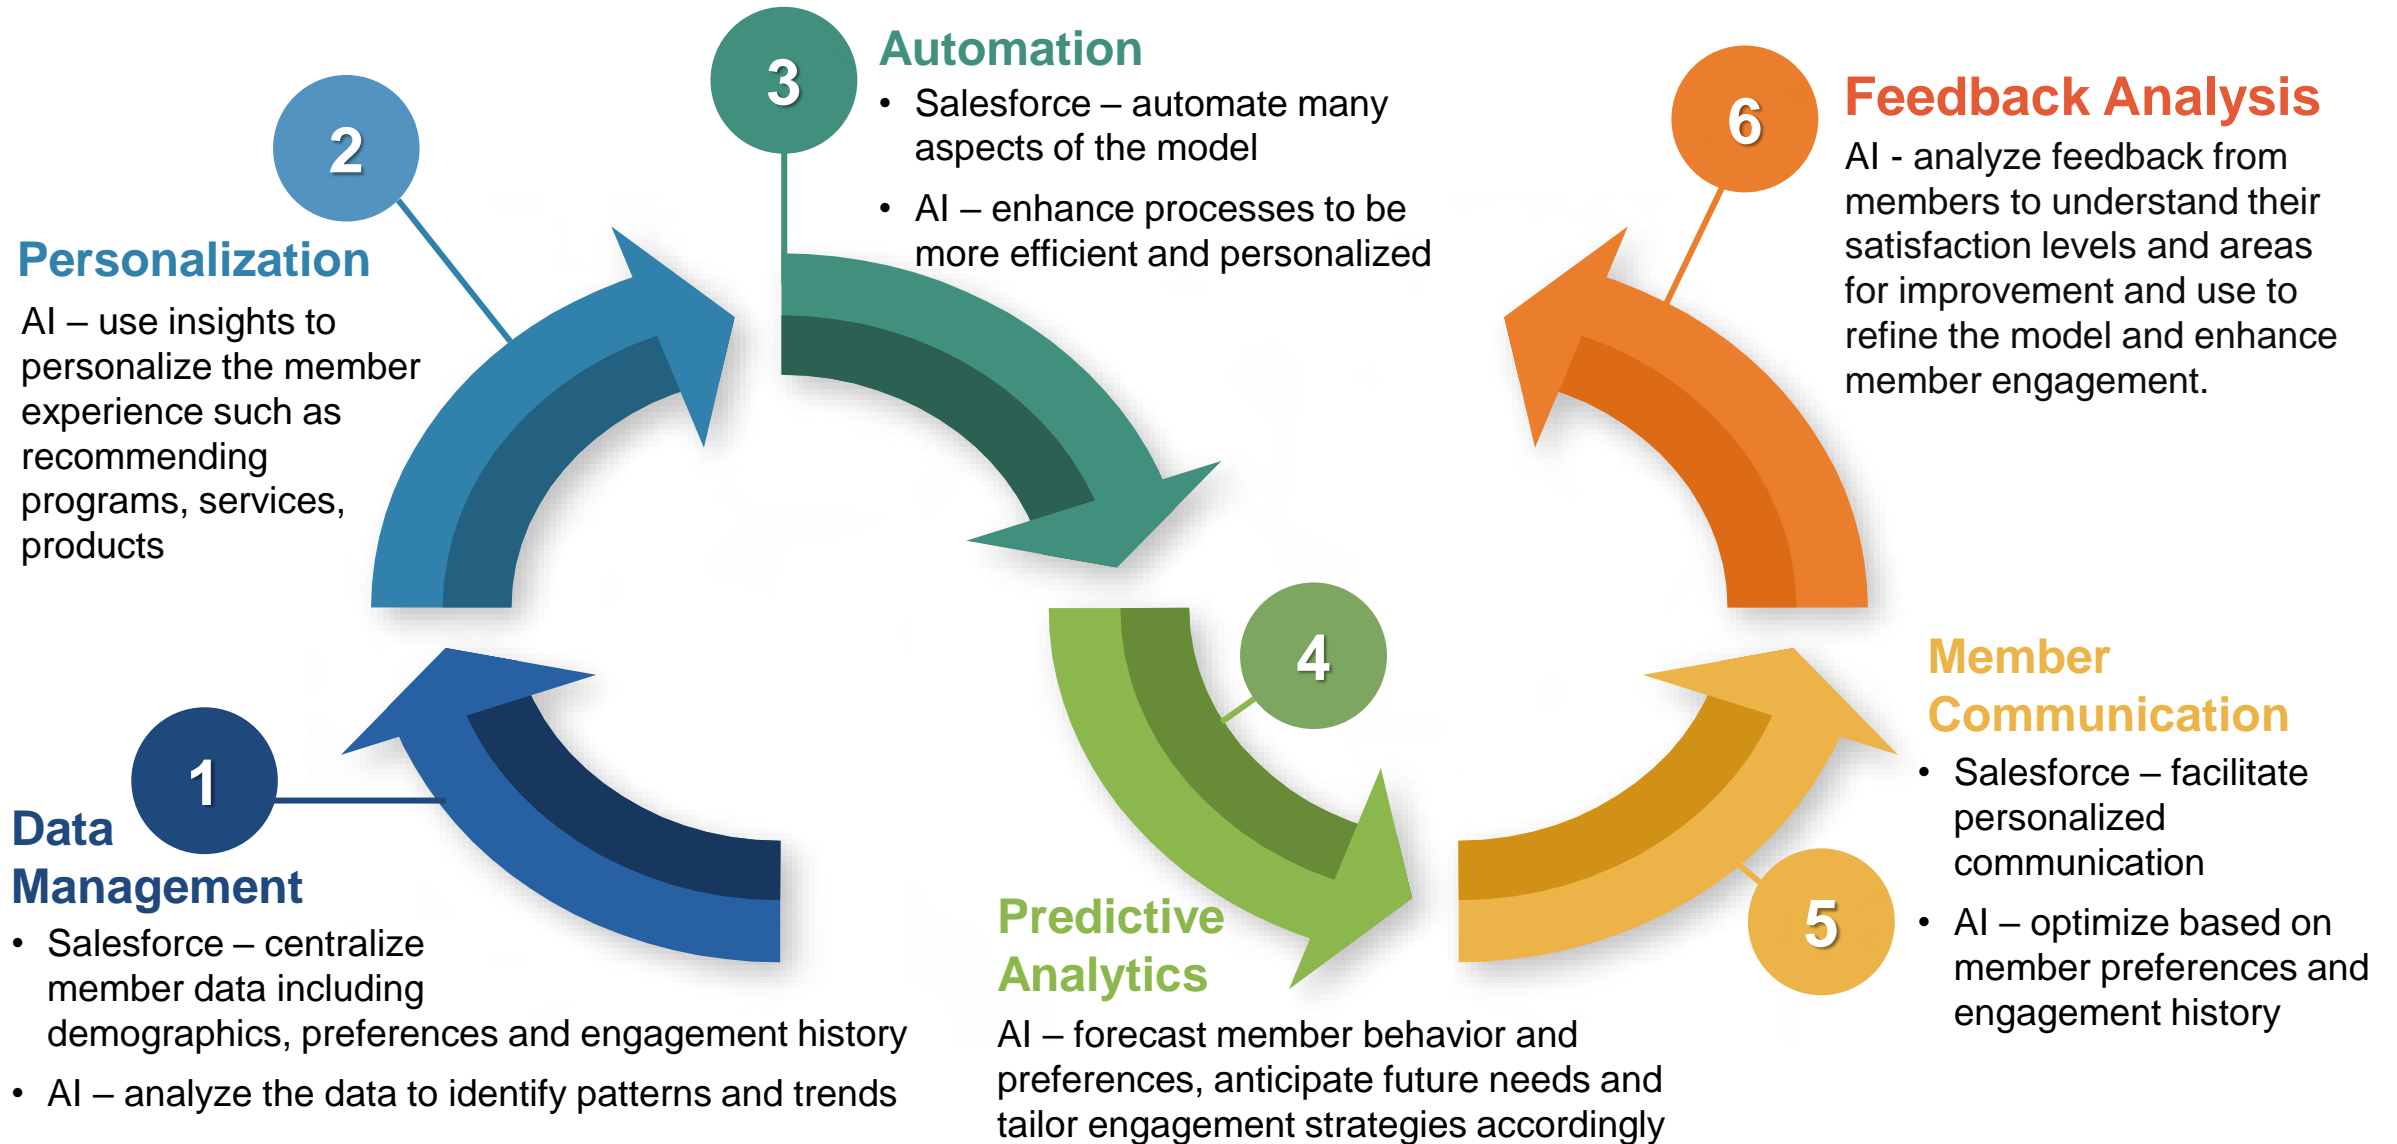 1
Data
Management
• Salesforce – centralize
member data including
demographics, preferences and engagement history
• AI – analyze the data to identify patterns and trends
2
Personalization
AI – use insights to
personalize the member
experience such as
recommending
programs, services,
products
3
Automation
• Salesforce – automate many
aspects of the model
• AI – enhance processes to be
more efficient and personalized
4
Predictive
Analytics
AI – forecast member behavior and
preferences, anticipate future needs and
tailor engagement strategies accordingly
5
Member
Communication
• Salesforce – facilitate
personalized
communication
• AI – optimize based on
member preferences and
engagement history
6
Feedback Analysis
AI - analyze feedback from
members to understand their
satisfaction levels and areas
for improvement and use to
refine the model and enhance
member engagement.